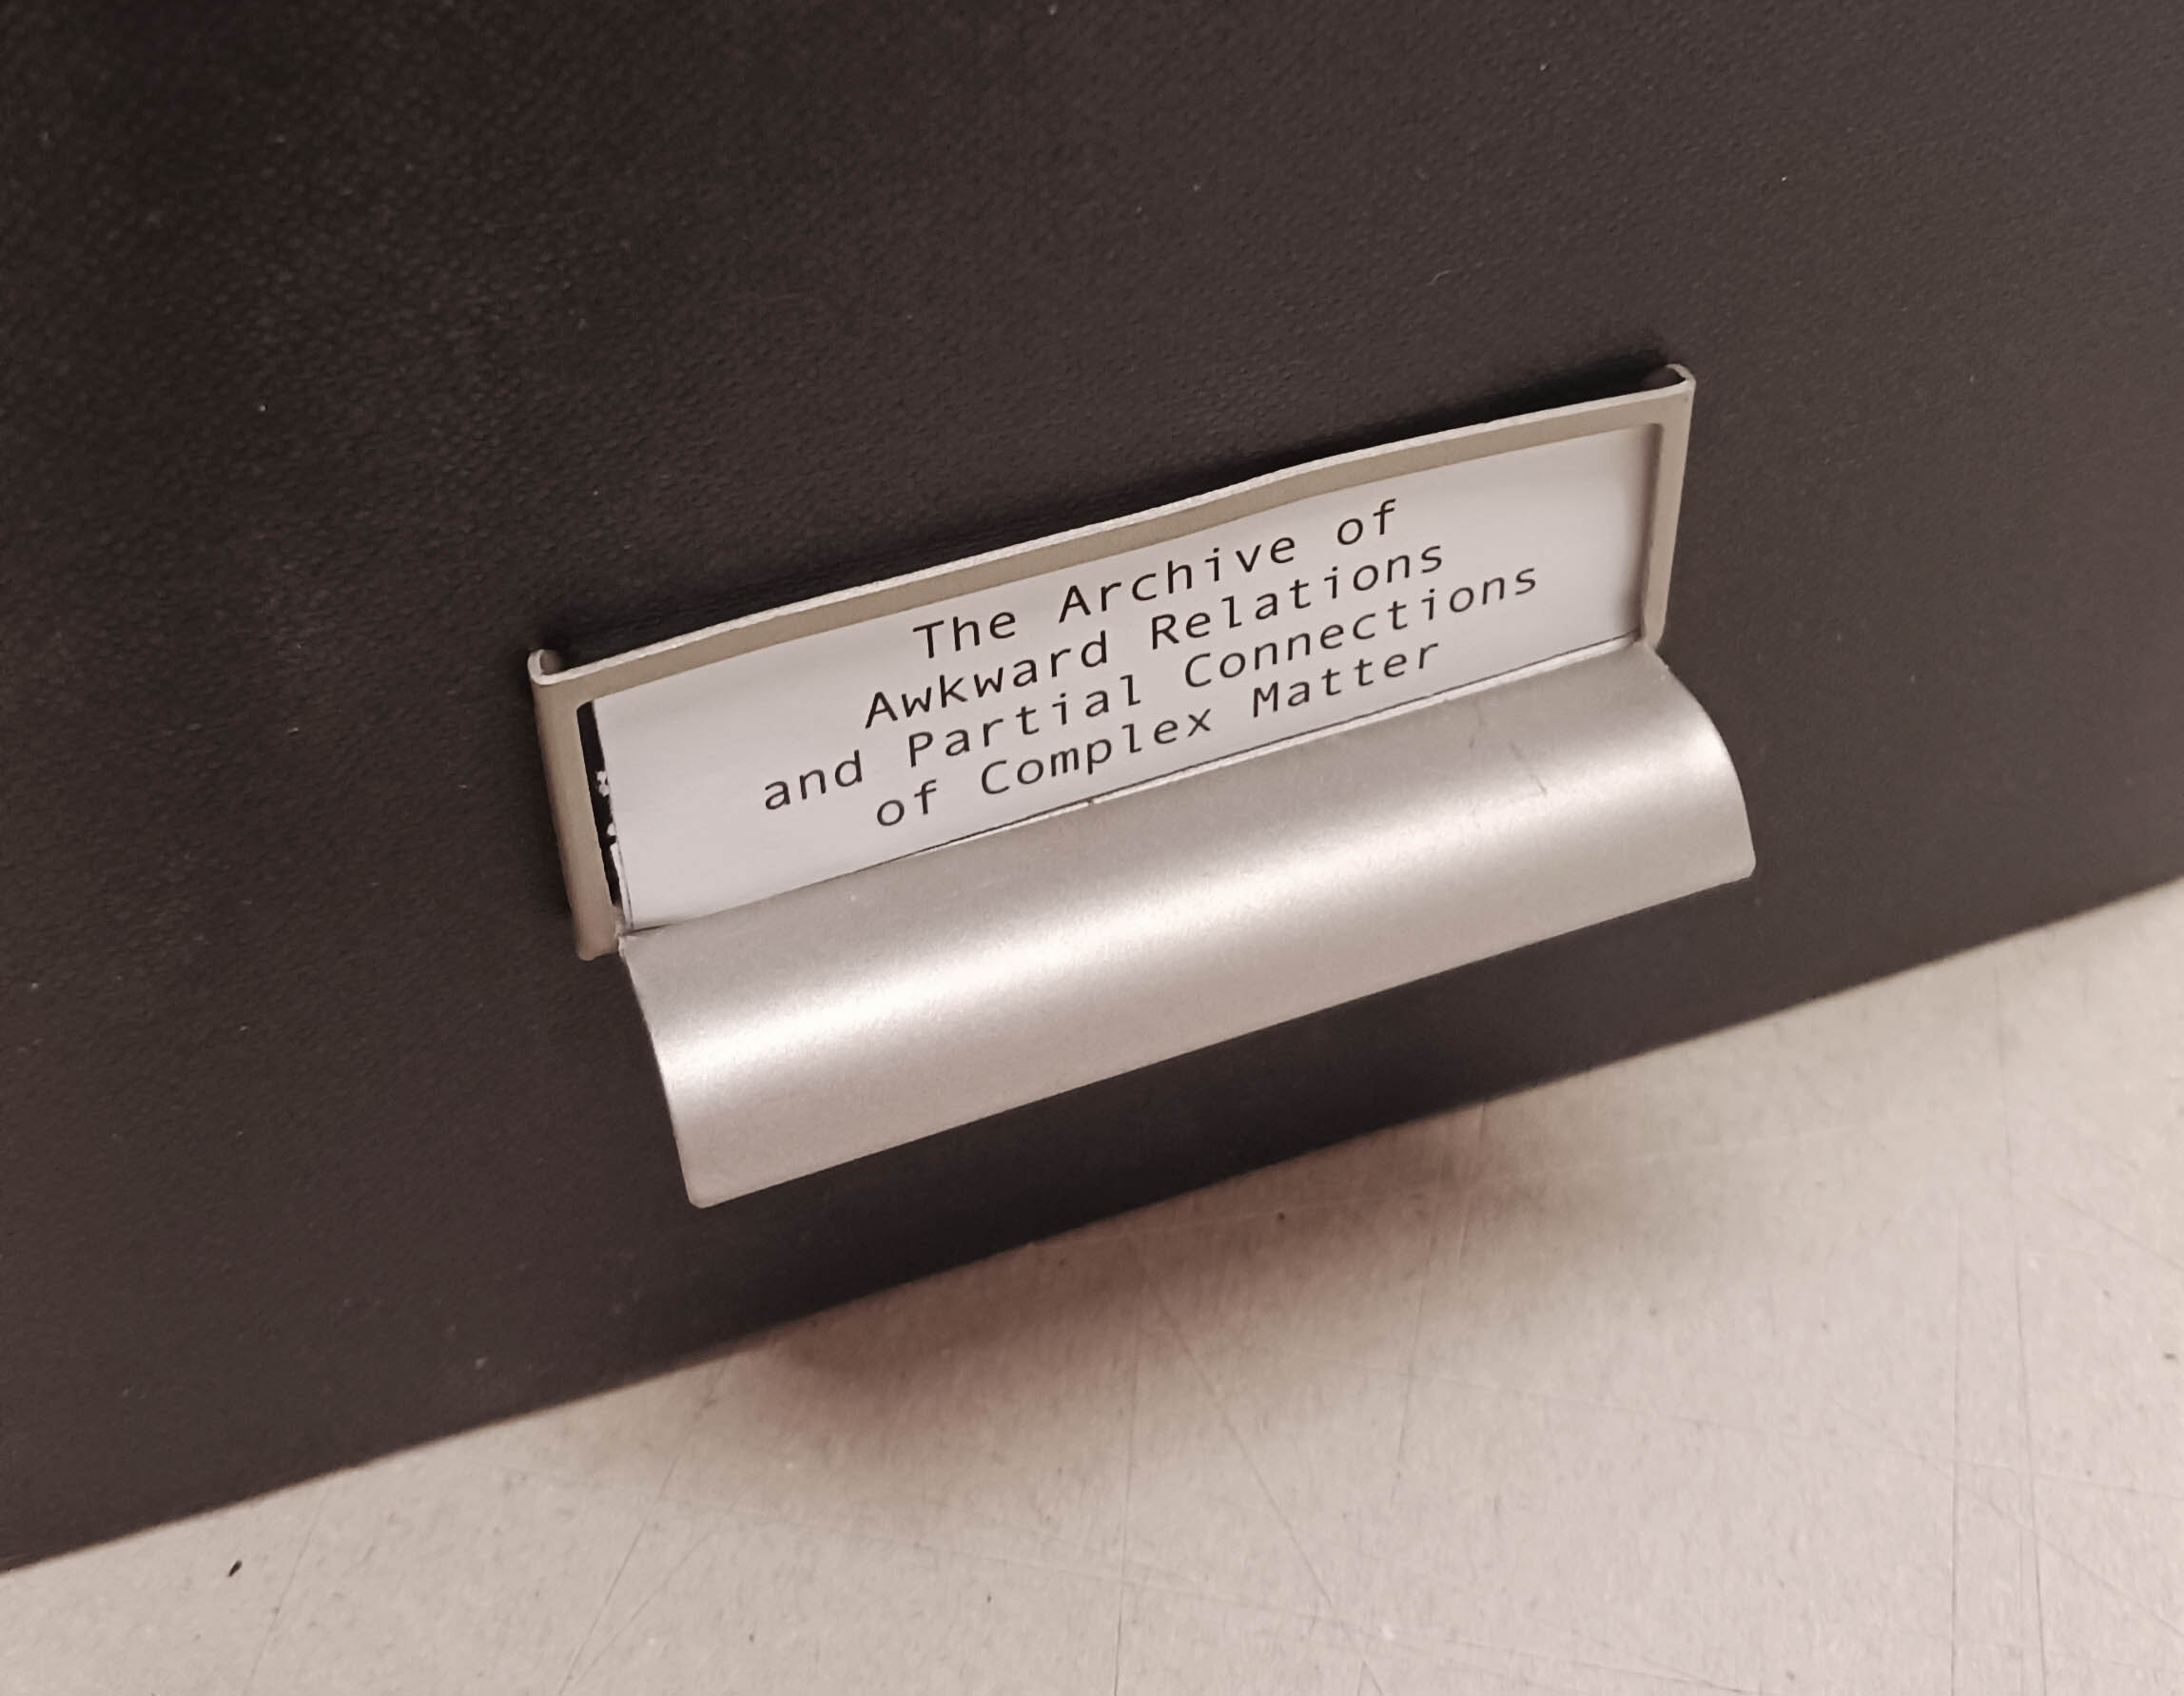 The Archive of
Awkward Relations
and Partial Connections
of Complex Matter